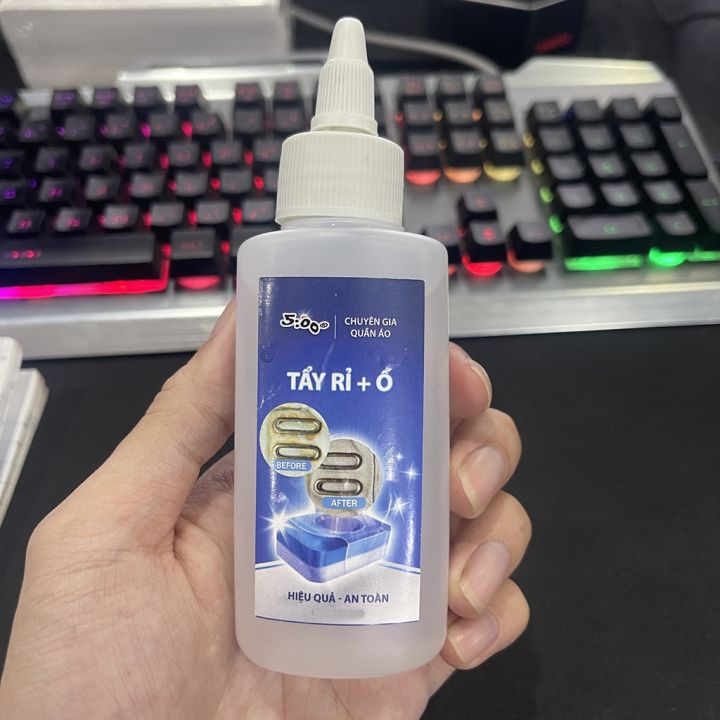 5:00
CHUYÊN GIA
QUẦN ÁO
TẨY RỈ + Ố
BEFORE
AFTER
HIỆU QUẢ - AN TOÀN